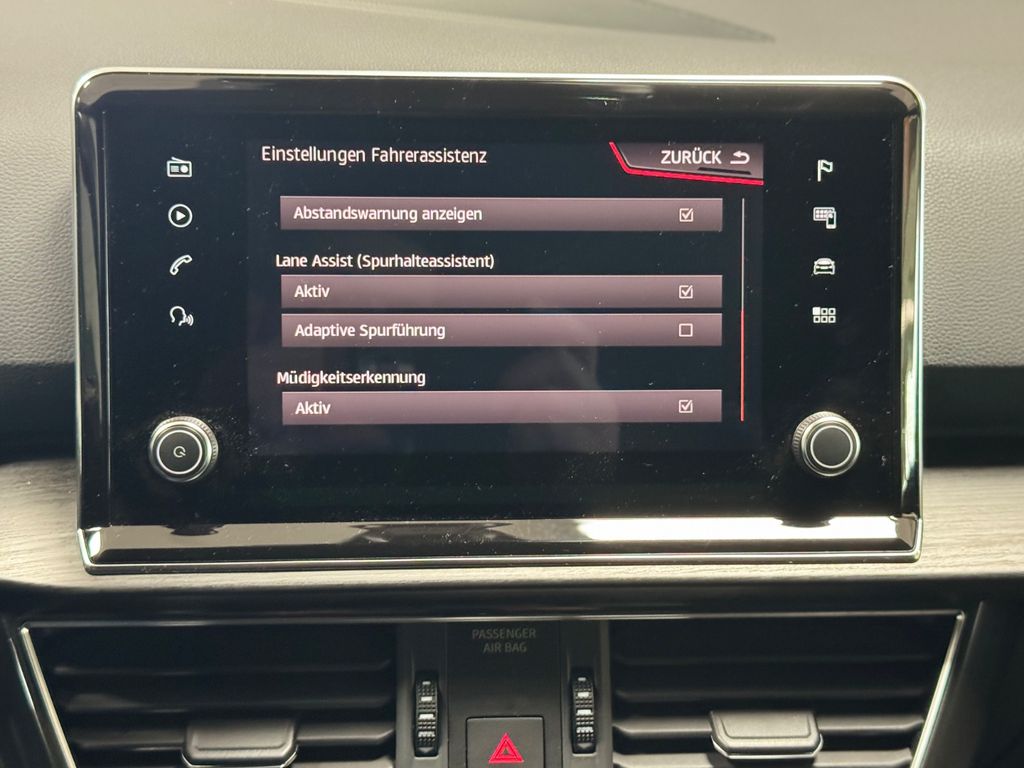 Einstellungen Fahrerassistenz
ZURÜCK
Abstandswarnung anzeigen
Lane Assist (Spurhalteassistent)
Aktiv
Adaptive Spurführung
Müdigkeitserkennung
Aktiv
PASSENGER
AIR BAG